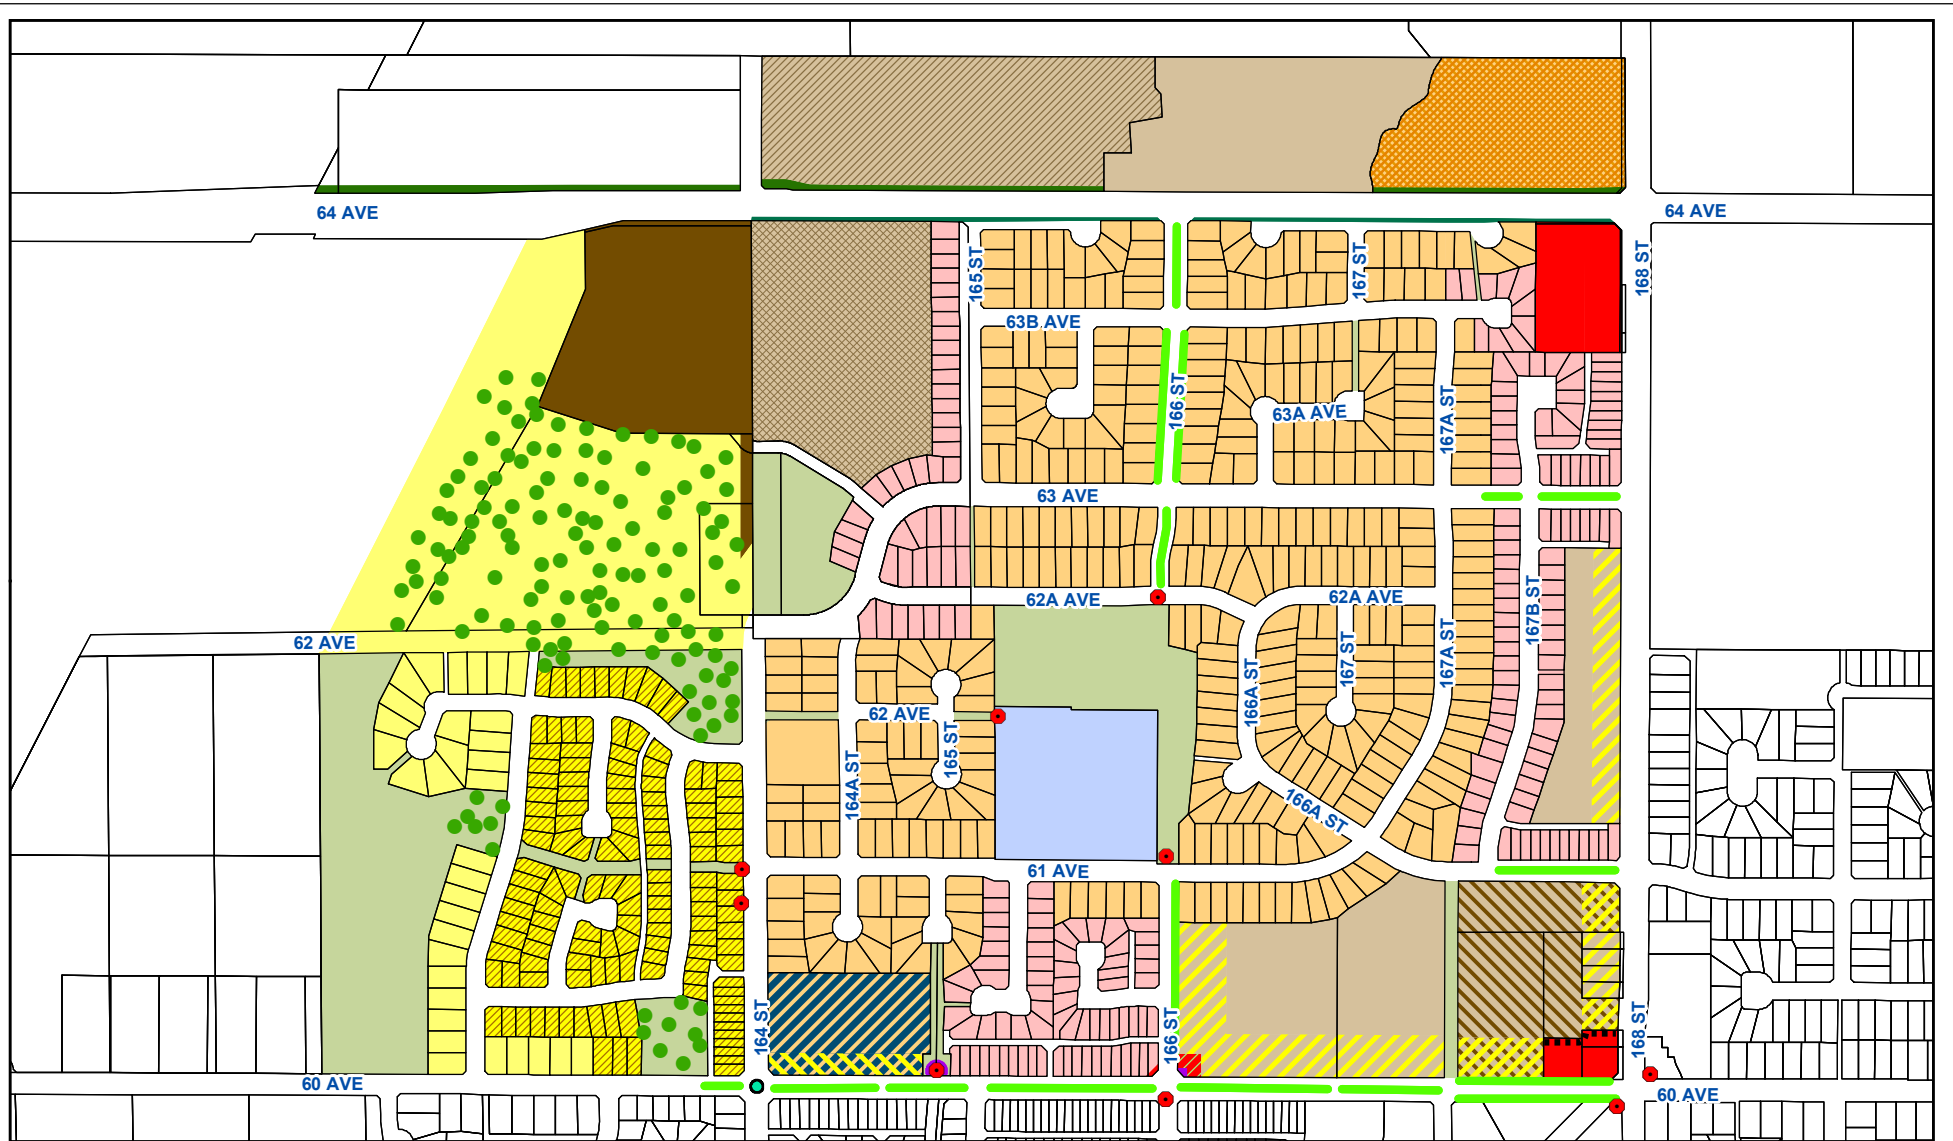 64 AVE
64 AVE
165 ST
167 ST
168 ST
63B AVE
166 ST
63A AVE
167A ST
63 AVE
62A AVE
62A AVE
167B ST
62 AVE
166A ST
167 ST
167A ST
62 AVE
165 ST
164A ST
166A ST
61 AVE
164 ST
166 ST
168 ST
60 AVE
60 AVE